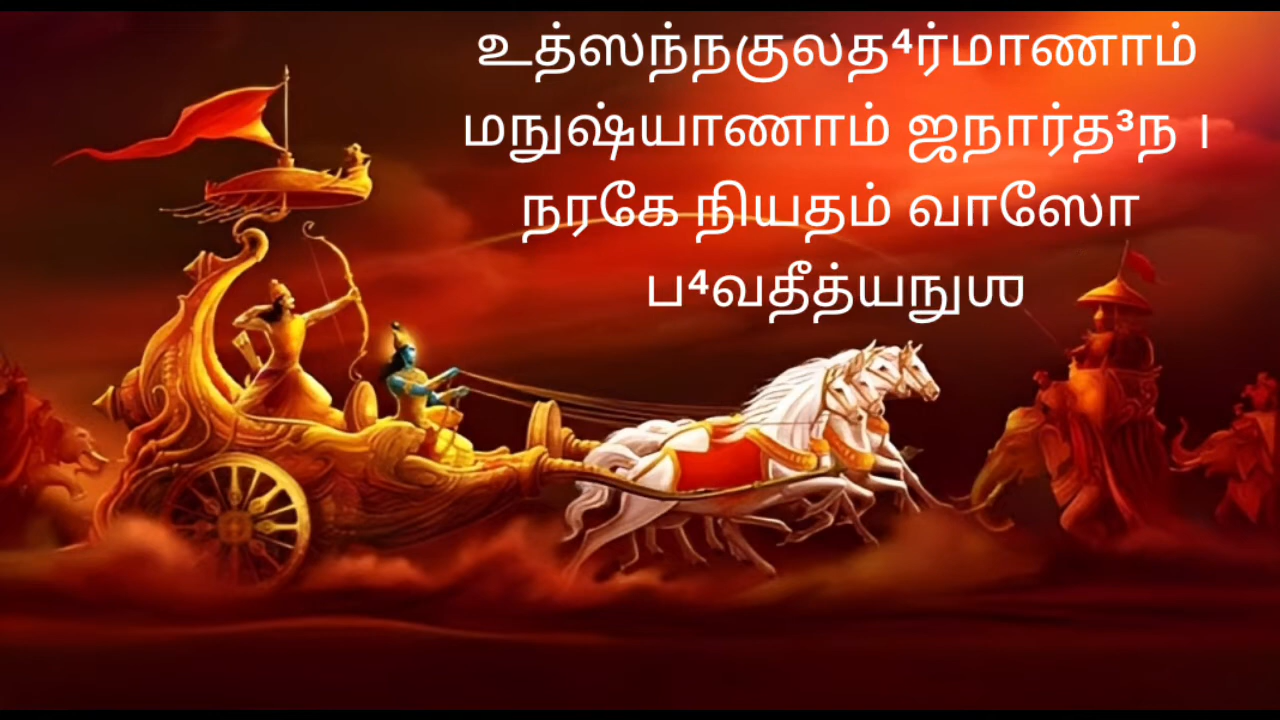 உத்ஸந்நகுலத⁴ர்மாணாம்
மநுஷ்யாணாம் ஜநார்த³ந ।
நரகே நியதம் வாஸோ
ப⁴வதீத்யநுஶ